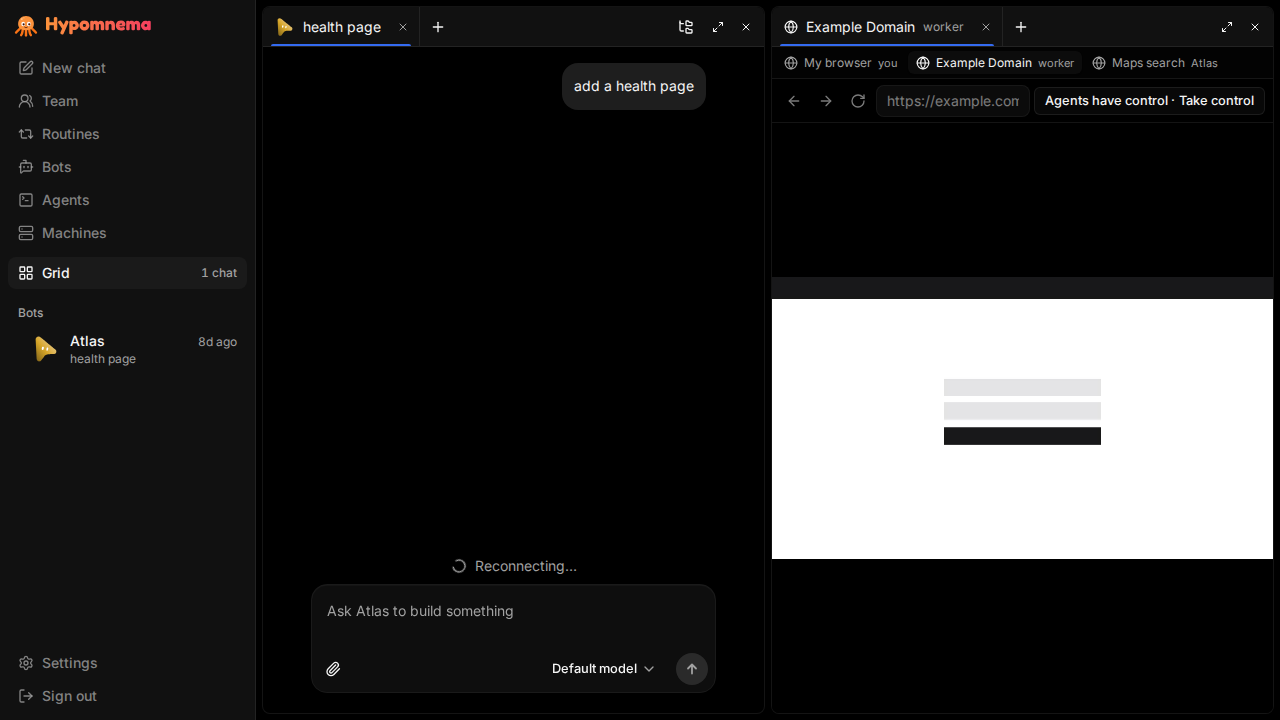 Hypomnema
New chat
Team
Routines
Bots
Agents
Machines
Grid
1 chat
Bots
Atlas
8d ago
health page
Settings
Sign out
health page
add a health page
Reconnecting...
Ask Atlas to build something
Default model
Example Domain worker
My browser you
Example Domain worker
Maps search Atlas
https://example.com
Agents have control · Take control